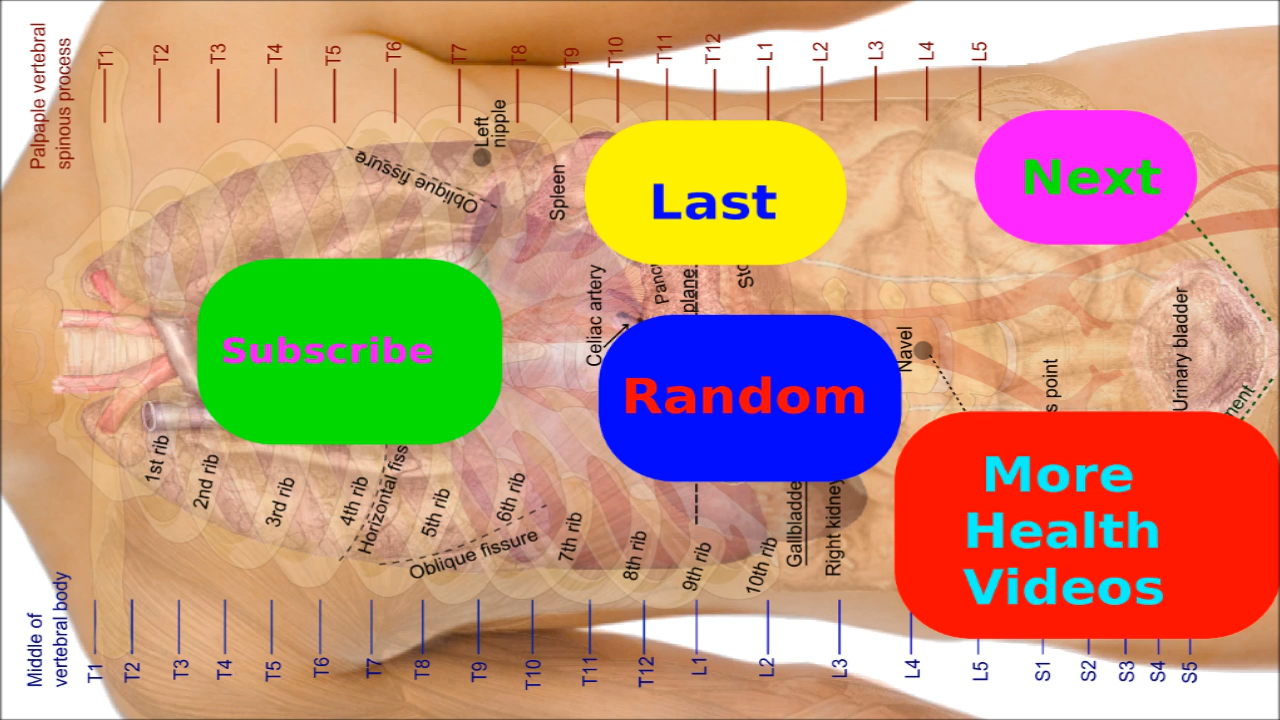 Palpaple vertebral
spinous process
T1
T2
T3
T4
T5
T6
T7
T8
T9
T10
T11
T12
L1
L2
L3
L4
L5
Left
nipple
Oblique fissure
Spleen
Last
Next
Celiac artery
plane
Subscribe
Random
Navel
s point
Urinary bladder
ment
1st rib
2nd rib
3rd rib
4th rib
Horizontal fiss
5th rib
6th rib
Oblique fissure
7th rib
8th rib
9th rib
10th rib
Gallbladde
Right kidney
More
Health
Videos
Middle of
vertebral body
T1
T2
T3
T4
T5
T6
T7
T8
T9
T10
T11
T12
L1
L2
L3
L4
L5
S1
S2
S3
S4
S5